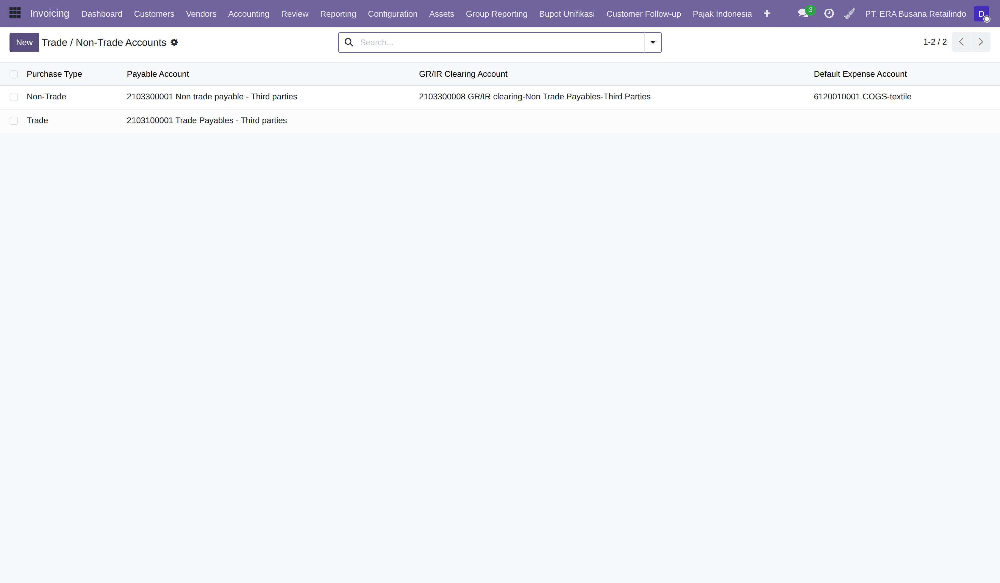 Invoicing Dashboard Customers Vendors Accounting Review Reporting Configuration Assets Group Reporting Bupot Unifikasi Customer Follow-up Pajak Indonesia 3 PT. ERA Busana Retailindo D
New Trade / Non-Trade Accounts Search... 1-2 / 2
Purchase Type Payable Account GR/IR Clearing Account Default Expense Account
Non-Trade 2103300001 Non trade payable - Third parties 2103300008 GR/IR clearing-Non Trade Payables-Third Parties 6120010001 COGS-textile
Trade 2103100001 Trade Payables - Third parties